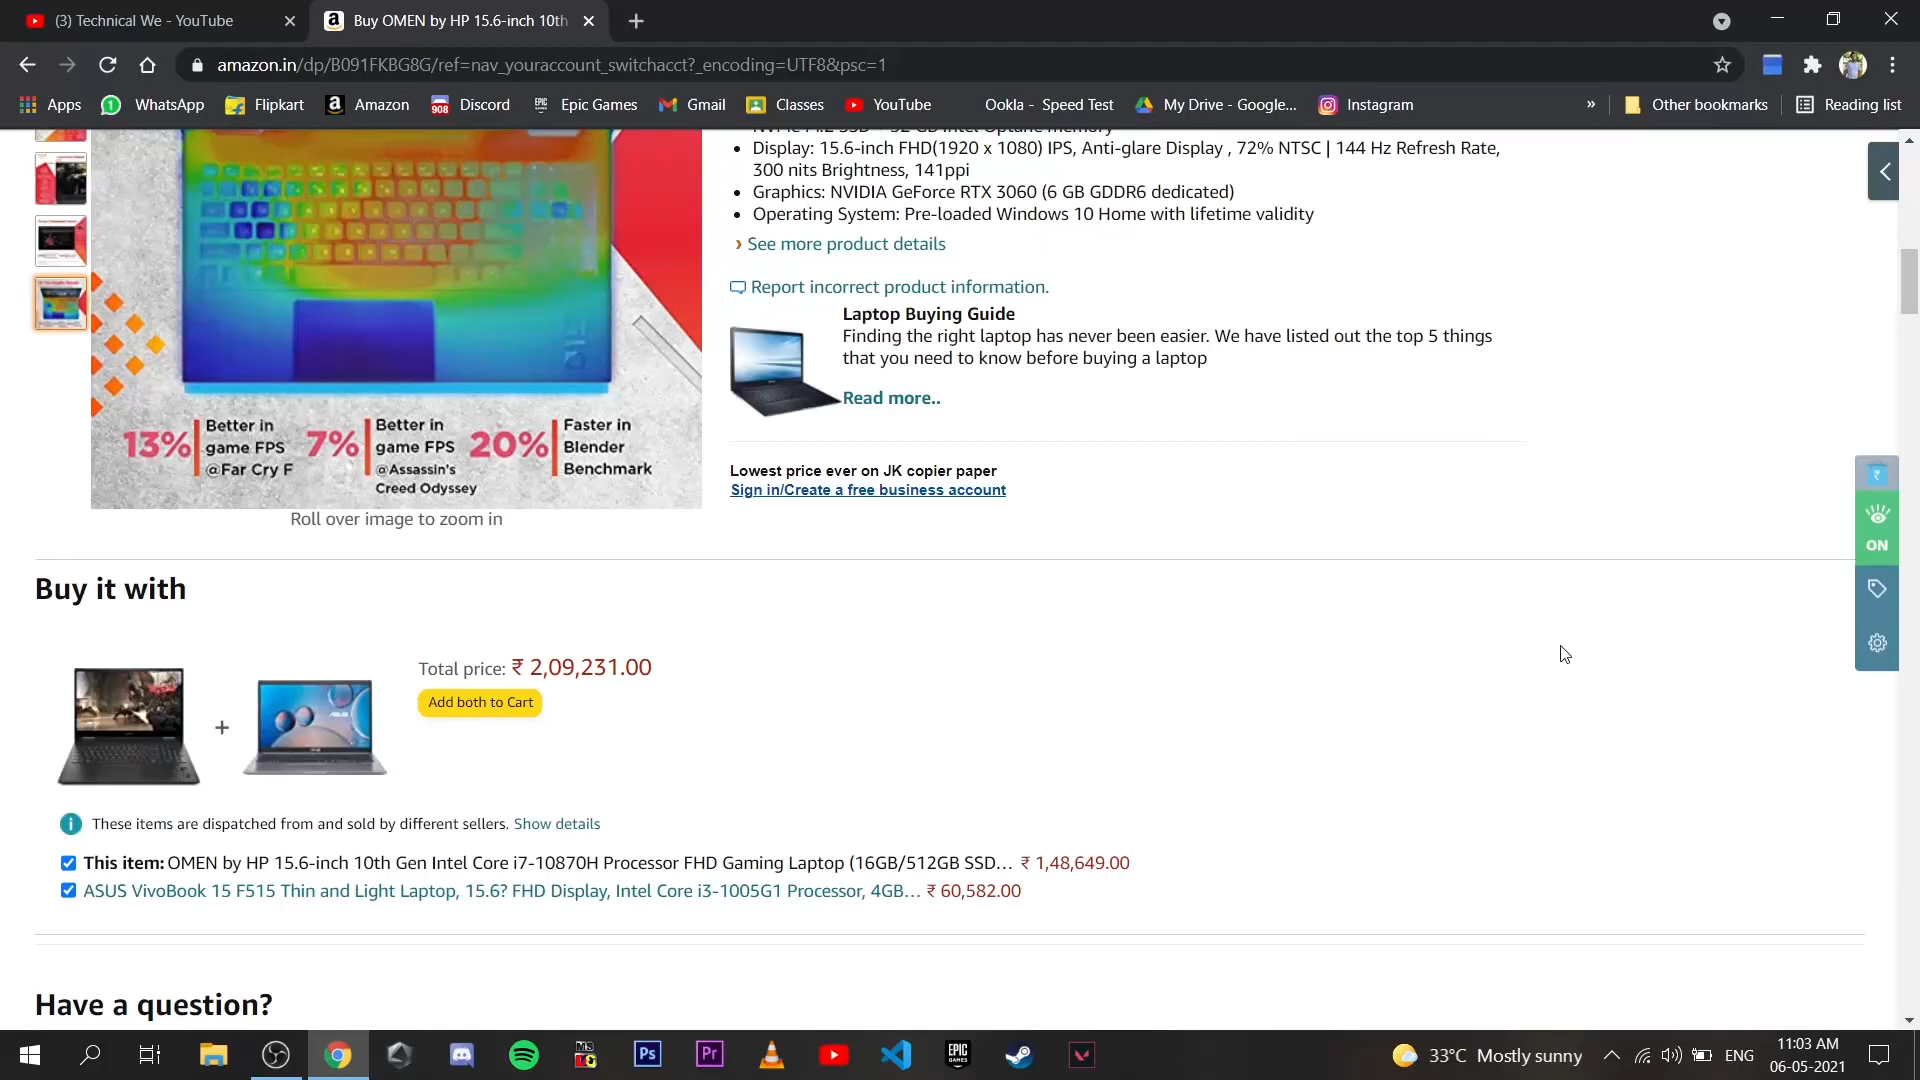 (3) Technical We - YouTube
Buy OMEN by HP 15.6-inch 10th
amazon.in/dp/B091FKBG8G/ref=nav_youraccount_switchacct?_encoding=UTF8&psc=1
Apps WhatsApp Flipkart Amazon Discord Epic Games Gmail Classes YouTube Ookla - Speed Test My Drive - Google... Instagram » Other bookmarks Reading list
NVMe M.2 SSD + 32 GB Intel Optane memory
Display: 15.6-inch FHD(1920 x 1080) IPS, Anti-glare Display , 72% NTSC | 144 Hz Refresh Rate,
300 nits Brightness, 141ppi
Graphics: NVIDIA GeForce RTX 3060 (6 GB GDDR6 dedicated)
Operating System: Pre-loaded Windows 10 Home with lifetime validity
› See more product details
Report incorrect product information.
Laptop Buying Guide
Finding the right laptop has never been easier. We have listed out the top 5 things
that you need to know before buying a laptop
Read more..
13% Better in game FPS @Far Cry F
7% Better in game FPS @Assassin's Creed Odyssey
20% Faster in Blender Benchmark
Lowest price ever on JK copier paper
Sign in/Create a free business account
Roll over image to zoom in
ON
Buy it with
Total price: ₹ 2,09,231.00
Add both to Cart
+
These items are dispatched from and sold by different sellers. Show details
This item: OMEN by HP 15.6-inch 10th Gen Intel Core i7-10870H Processor FHD Gaming Laptop (16GB/512GB SSD... ₹ 1,48,649.00
ASUS VivoBook 15 F515 Thin and Light Laptop, 15.6? FHD Display, Intel Core i3-1005G1 Processor, 4GB... ₹ 60,582.00
Have a question?
33°C Mostly sunny
ENG
11:03 AM
06-05-2021